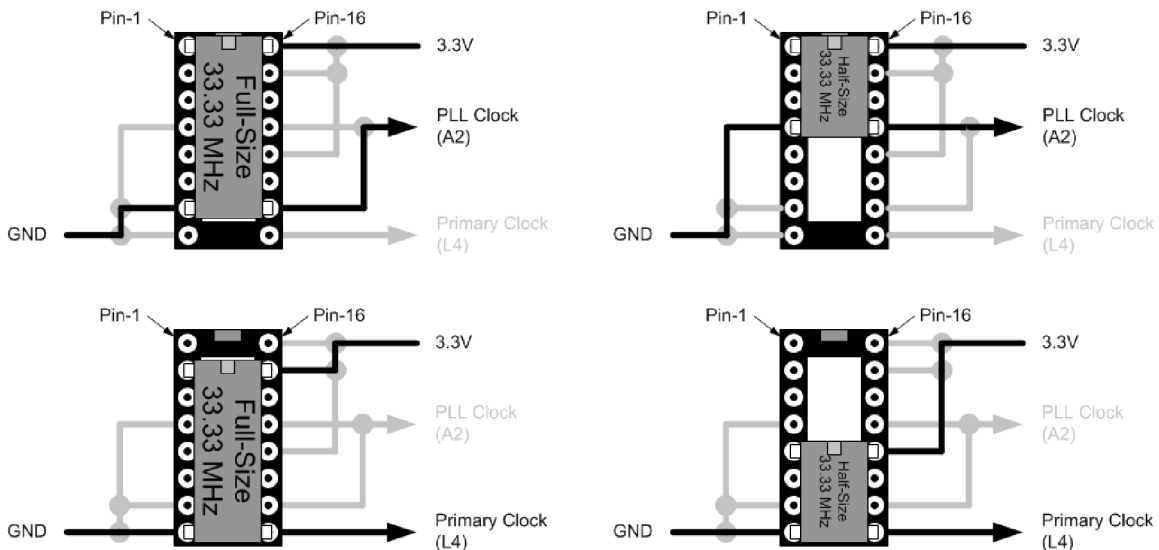 Pin-1
Pin-16
3.3V
Full-Size
33.33 MHz
PLL Clock
(A2)
GND
Primary Clock
(L4)
Pin-1
Pin-16
3.3V
Half-Size
33.33 MHz
PLL Clock
(A2)
GND
Primary Clock
(L4)
Pin-1
Pin-16
3.3V
Full-Size
33.33 MHz
PLL Clock
(A2)
GND
Primary Clock
(L4)
Pin-1
Pin-16
3.3V
PLL Clock
(A2)
Half-Size
33.33 MHz
GND
Primary Clock
(L4)